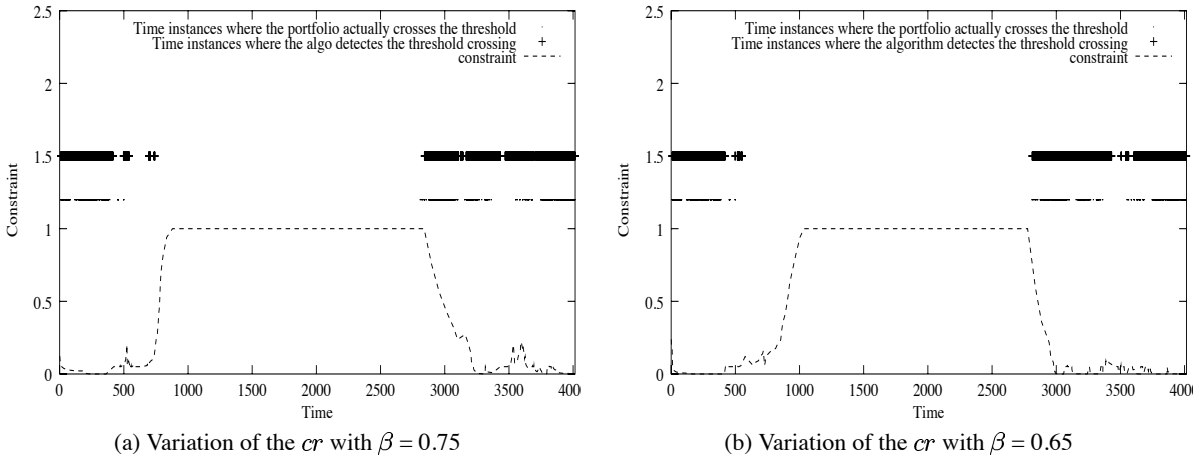 2.5
2
1.5
1
0.5
0
Constraint
0
500
1000
1500
2000
2500
3000
3500
4000
Time
Time instances where the portfolio actually crosses the threshold
Time instances where the algo detectes the threshold crossing
constraint
(a) Variation of the cr with β = 0.75
2.5
2
1.5
1
0.5
0
Constraint
0
500
1000
1500
2000
2500
3000
3500
400
Time
Time instances where the portfolio actually crosses the threshold
Time instances where the algorithm detectes the threshold crossing
constraint
(b) Variation of the cr with β = 0.65